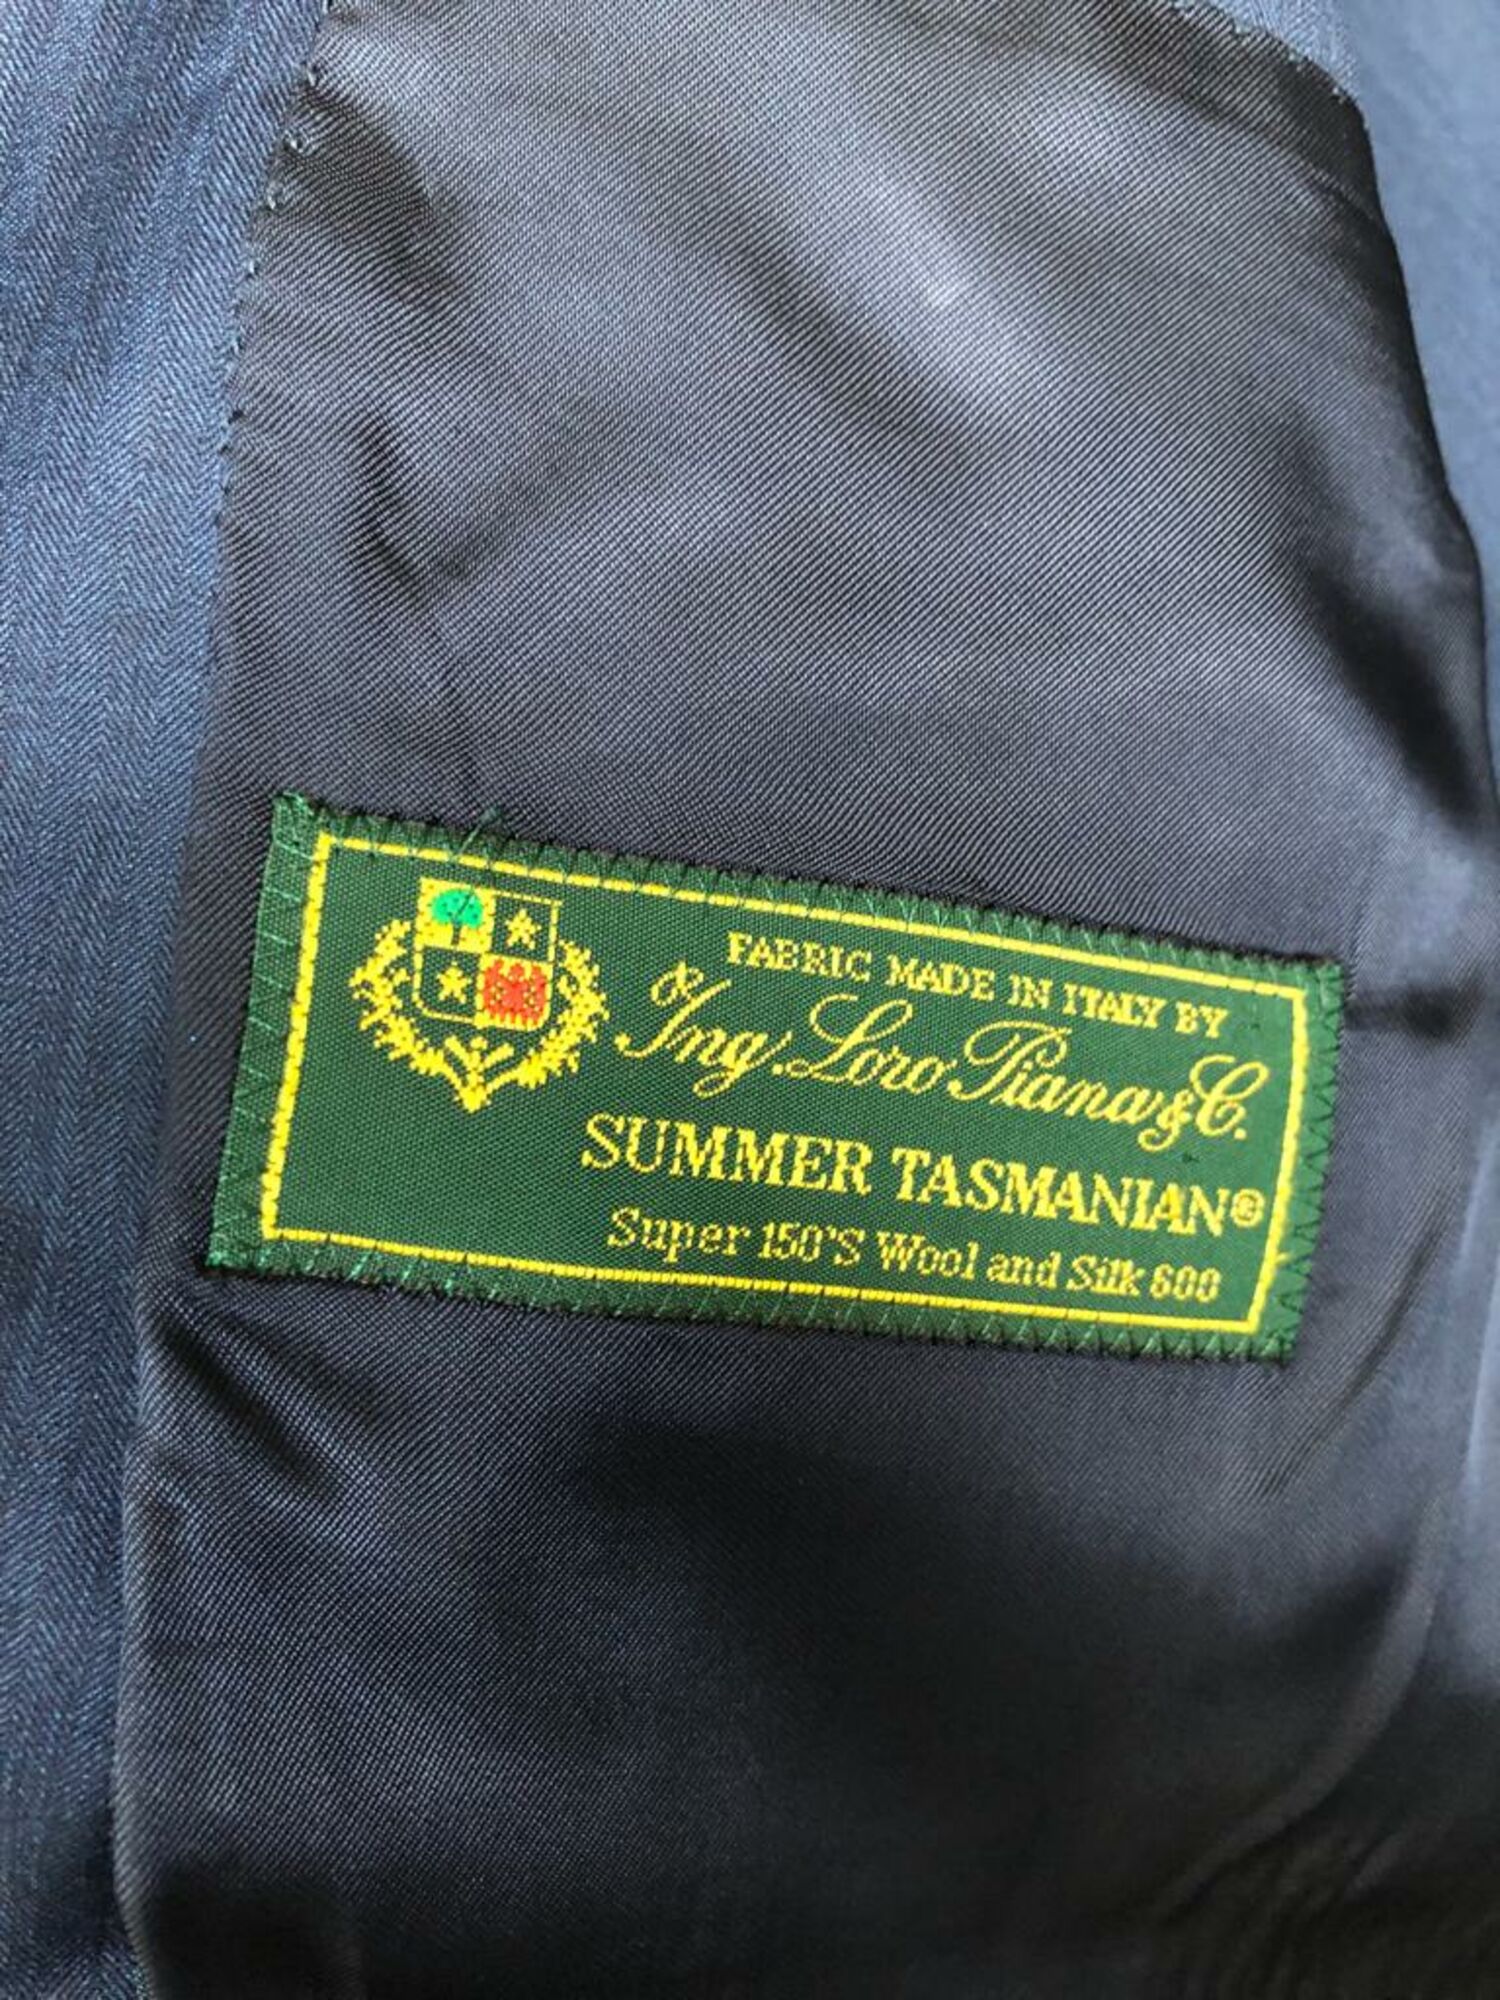 FABRIC MADE IN ITALY BY
Ing. Loro Piana & C.
SUMMER TASMANIAN®
Super 150'S Wool and Silk 600